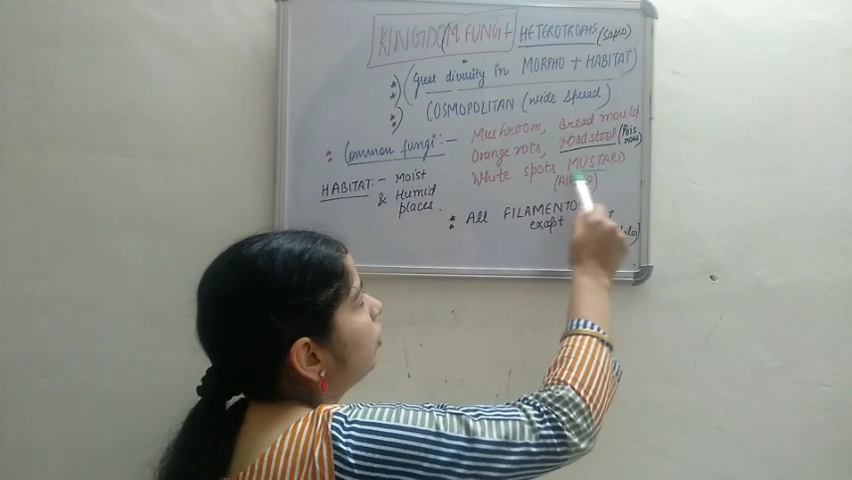 KINGDOM FUNGI HETEROTROPHS (Sapro)
* (great diversity in MORPHO + HABITAT)
* COSMOPOLITAN (wide spread)
* Common fungi :- Mushroom, Bread mould
Orange rots, Toadstool (Poisnous)
White spots MUSTARD
HABITAT :- Moist
& Humid
places.
* All FILAMENTO
except